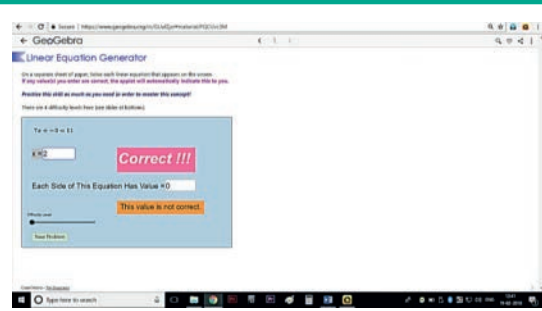 GeoGebra
Linear Equation Generator
On a separate sheet of paper, solve each linear equation that appears on the screen.
If any value(s) you enter are correct, the applet will automatically indicate this to you.
Practice this skill as much as you need in order to master this concept!
There are 4 difficulty levels here (see slider at bottom).
x = 2
Correct !!!
Each Side of This Equation Has Value = 0
This value is not correct.
New Problem
Type here to search